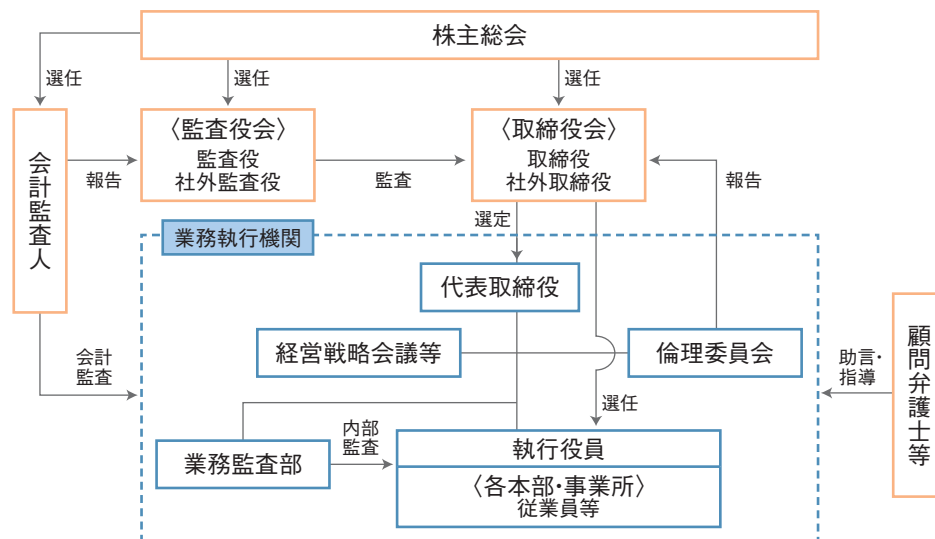 株主総会
選任
選任
選任
会計監査人
〈監査役会〉
監査役
社外監査役
〈取締役会〉
取締役
社外取締役
報告
監査
報告
選定
業務執行機関
代表取締役
経営戦略会議等
倫理委員会
会計
監査
助言・
指導
顧問弁護士等
選任
内部
監査
業務監査部
執行役員
〈各本部・事業所〉
従業員等